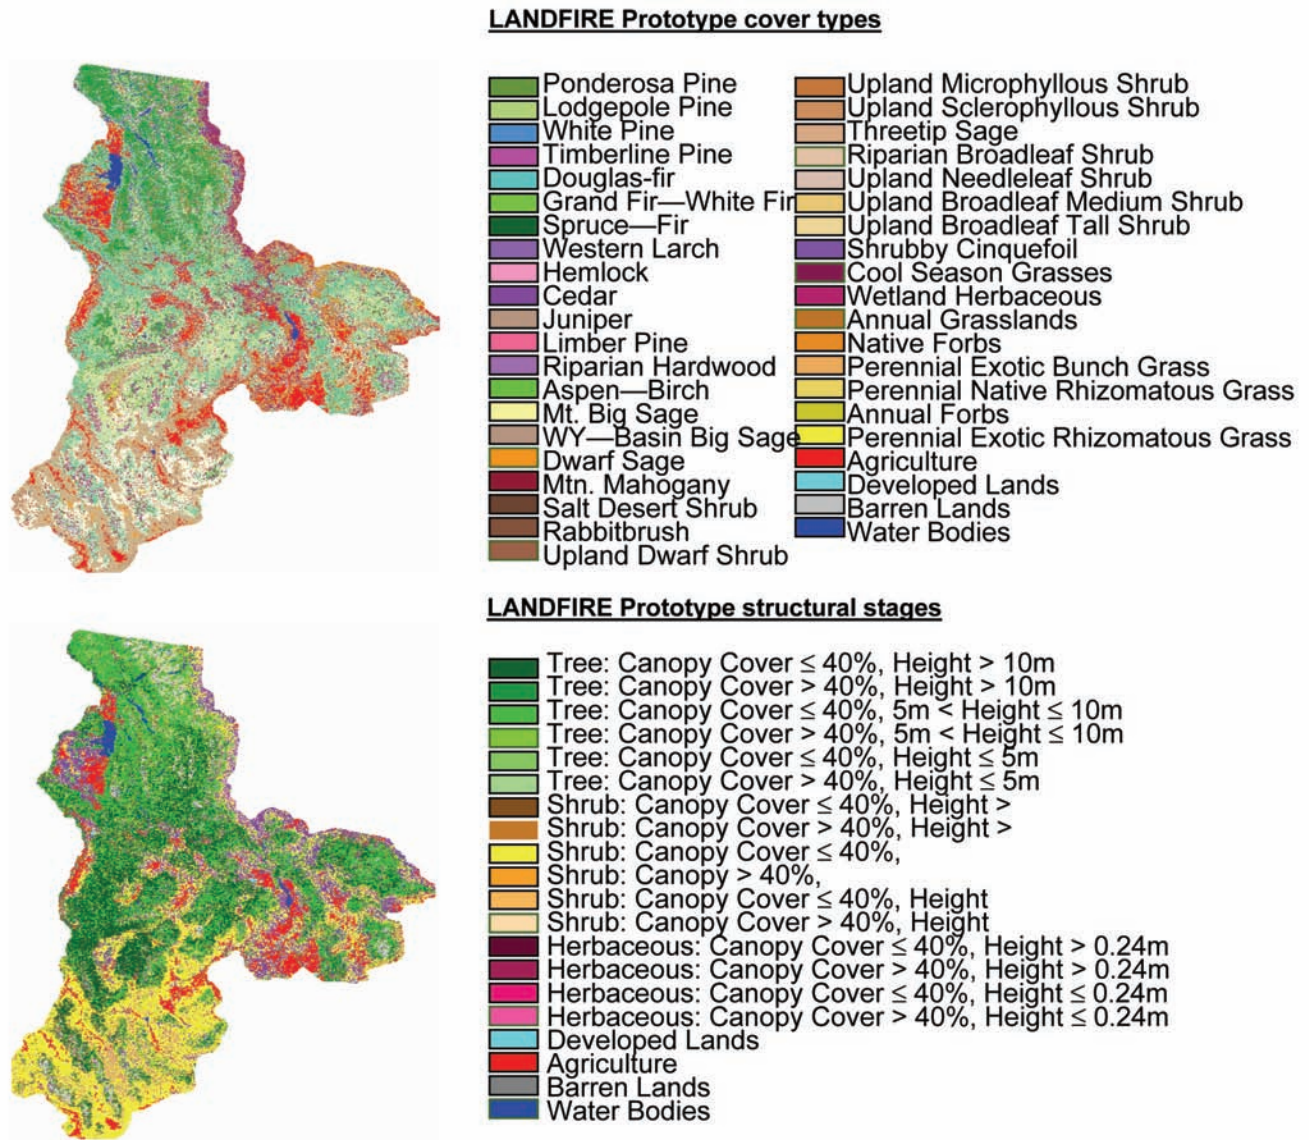 LANDFIRE Prototype cover types
Ponderosa Pine
Lodgepole Pine
White Pine
Timberline Pine
Douglas-fir
Grand Fir—White Fir
Spruce—Fir
Western Larch
Hemlock
Cedar
Juniper
Limber Pine
Riparian Hardwood
Aspen—Birch
Mt. Big Sage
WY—Basin Big Sage
Dwarf Sage
Mtn. Mahogany
Salt Desert Shrub
Rabbitbrush
Upland Dwarf Shrub
Upland Microphyllous Shrub
Upland Sclerophyllous Shrub
Threetip Sage
Riparian Broadleaf Shrub
Upland Needleleaf Shrub
Upland Broadleaf Medium Shrub
Upland Broadleaf Tall Shrub
Shrubby Cinquefoil
Cool Season Grasses
Wetland Herbaceous
Annual Grasslands
Native Forbs
Perennial Exotic Bunch Grass
Perennial Native Rhizomatous Grass
Annual Forbs
Perennial Exotic Rhizomatous Grass
Agriculture
Developed Lands
Barren Lands
Water Bodies
LANDFIRE Prototype structural stages
Tree: Canopy Cover ≤ 40%, Height > 10m
Tree: Canopy Cover > 40%, Height > 10m
Tree: Canopy Cover ≤ 40%, 5m < Height ≤ 10m
Tree: Canopy Cover > 40%, 5m < Height ≤ 10m
Tree: Canopy Cover ≤ 40%, Height ≤ 5m
Tree: Canopy Cover > 40%, Height ≤ 5m
Shrub: Canopy Cover ≤ 40%, Height >
Shrub: Canopy Cover > 40%, Height >
Shrub: Canopy Cover ≤ 40%,
Shrub: Canopy > 40%,
Shrub: Canopy Cover ≤ 40%, Height
Shrub: Canopy Cover > 40%, Height
Herbaceous: Canopy Cover ≤ 40%, Height > 0.24m
Herbaceous: Canopy Cover > 40%, Height > 0.24m
Herbaceous: Canopy Cover ≤ 40%, Height ≤ 0.24m
Herbaceous: Canopy Cover > 40%, Height ≤ 0.24m
Developed Lands
Agriculture
Barren Lands
Water Bodies